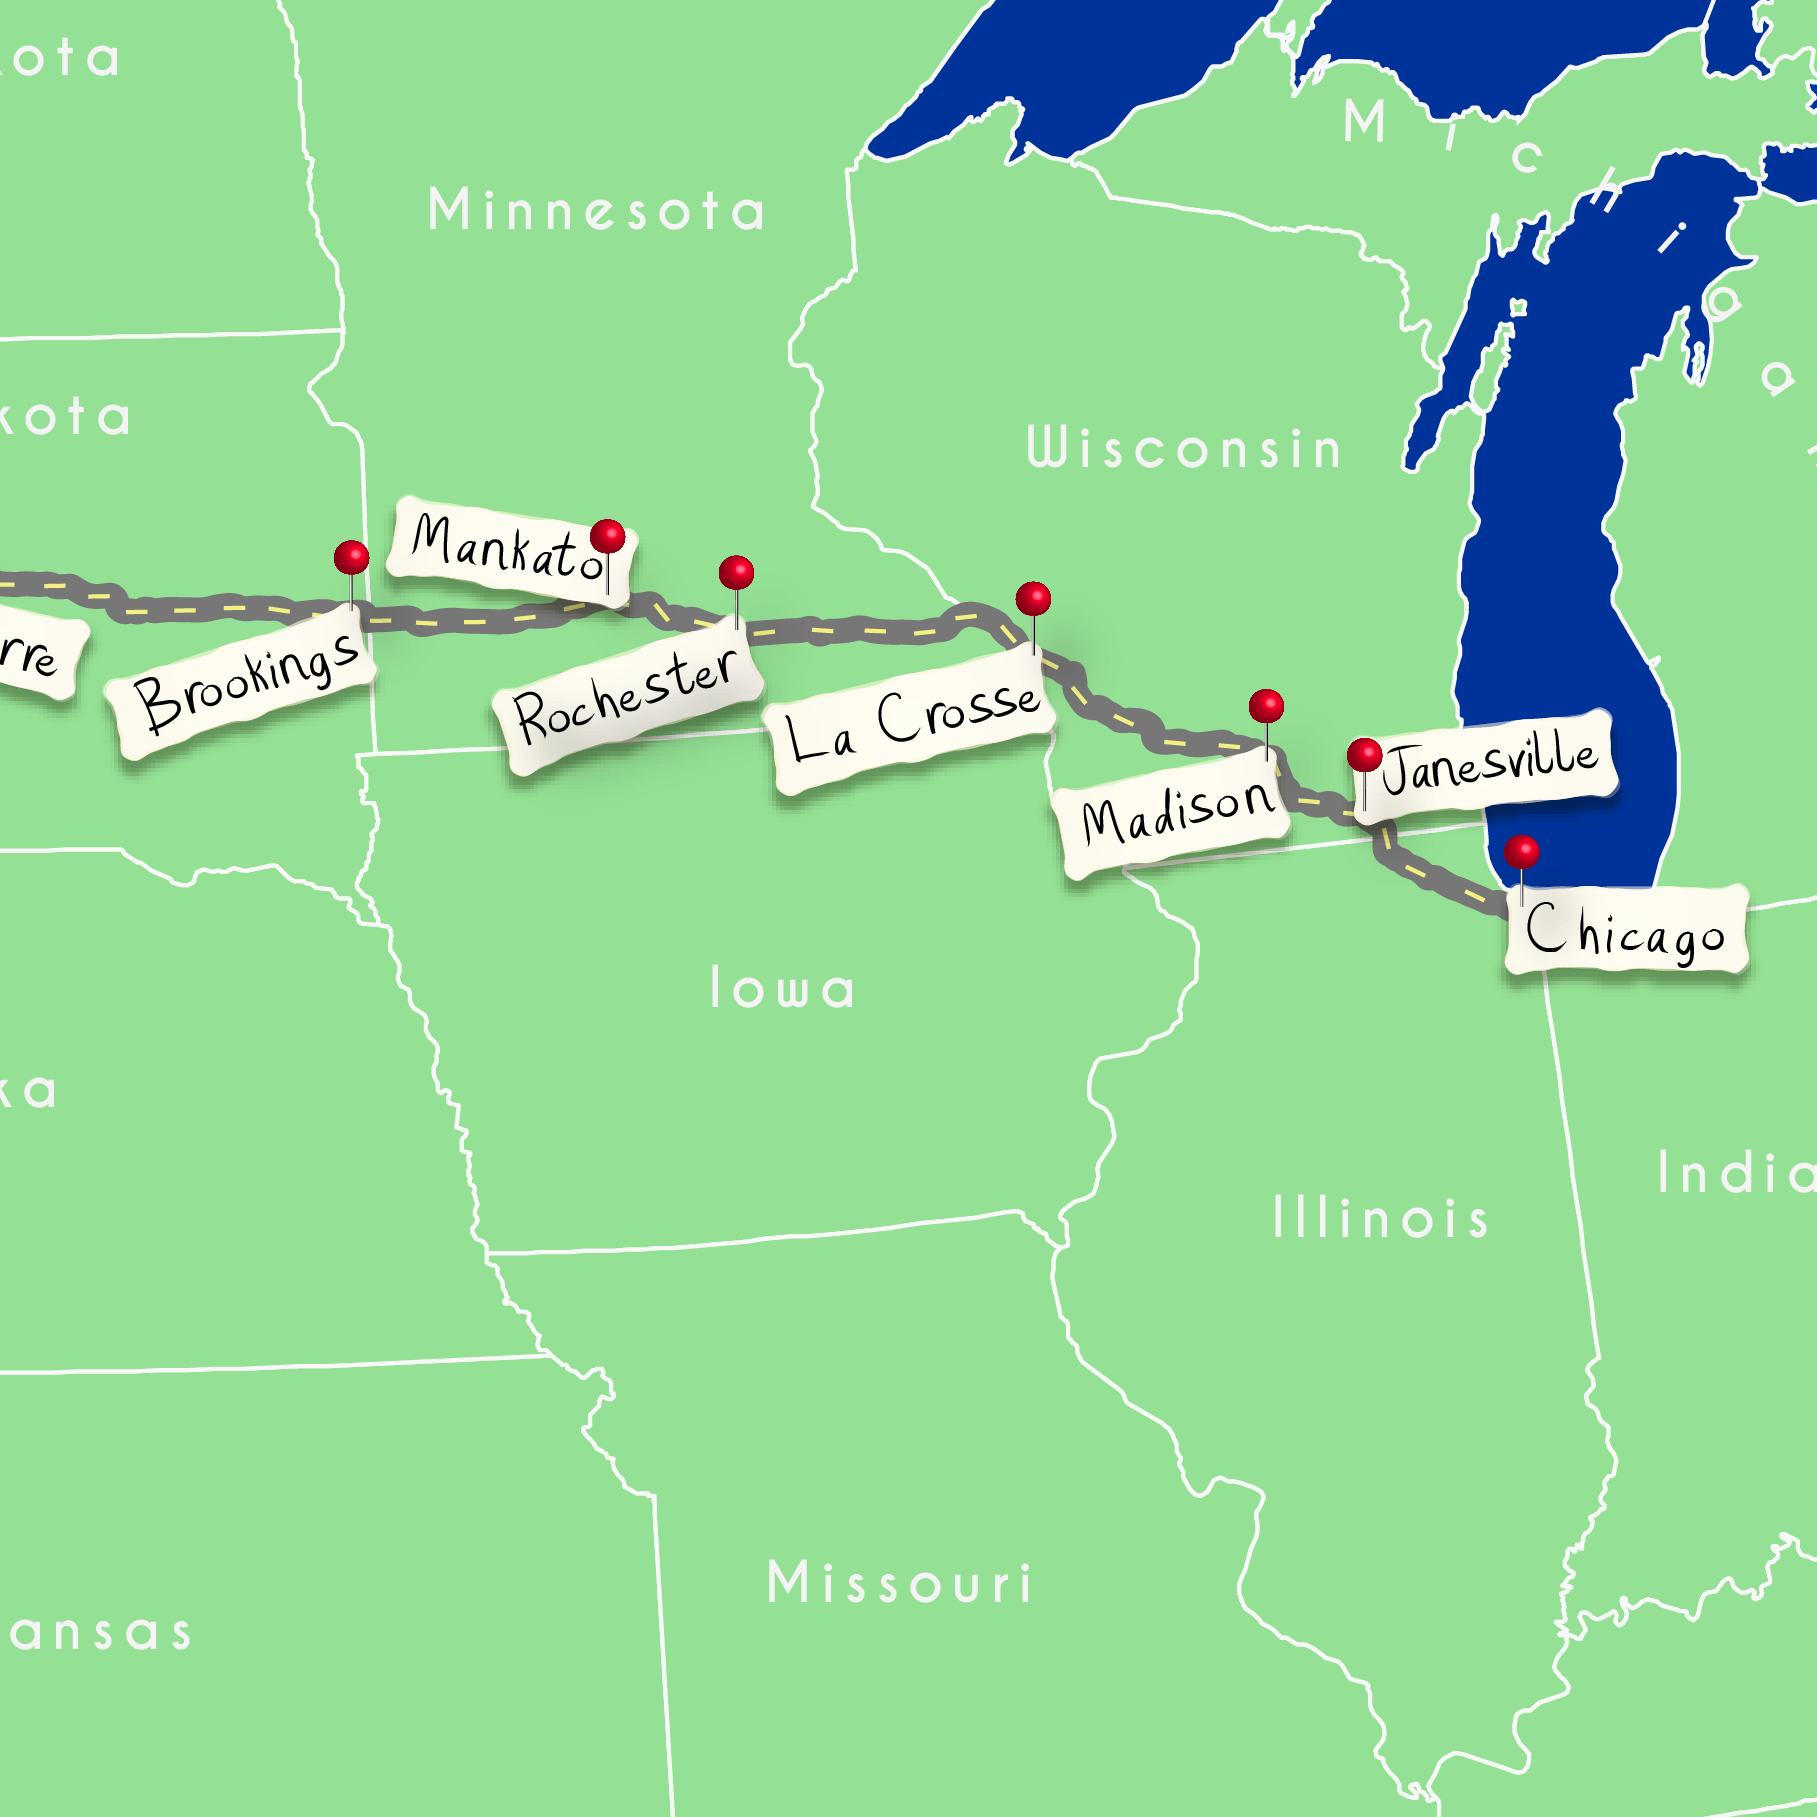 ota
Minnesota
Michiga
kota
Wisconsin
Mankato
rre
Brookings
Rochester
La Crosse
Madison
Janesville
Chicago
Iowa
ka
India
Illinois
Missouri
ansas